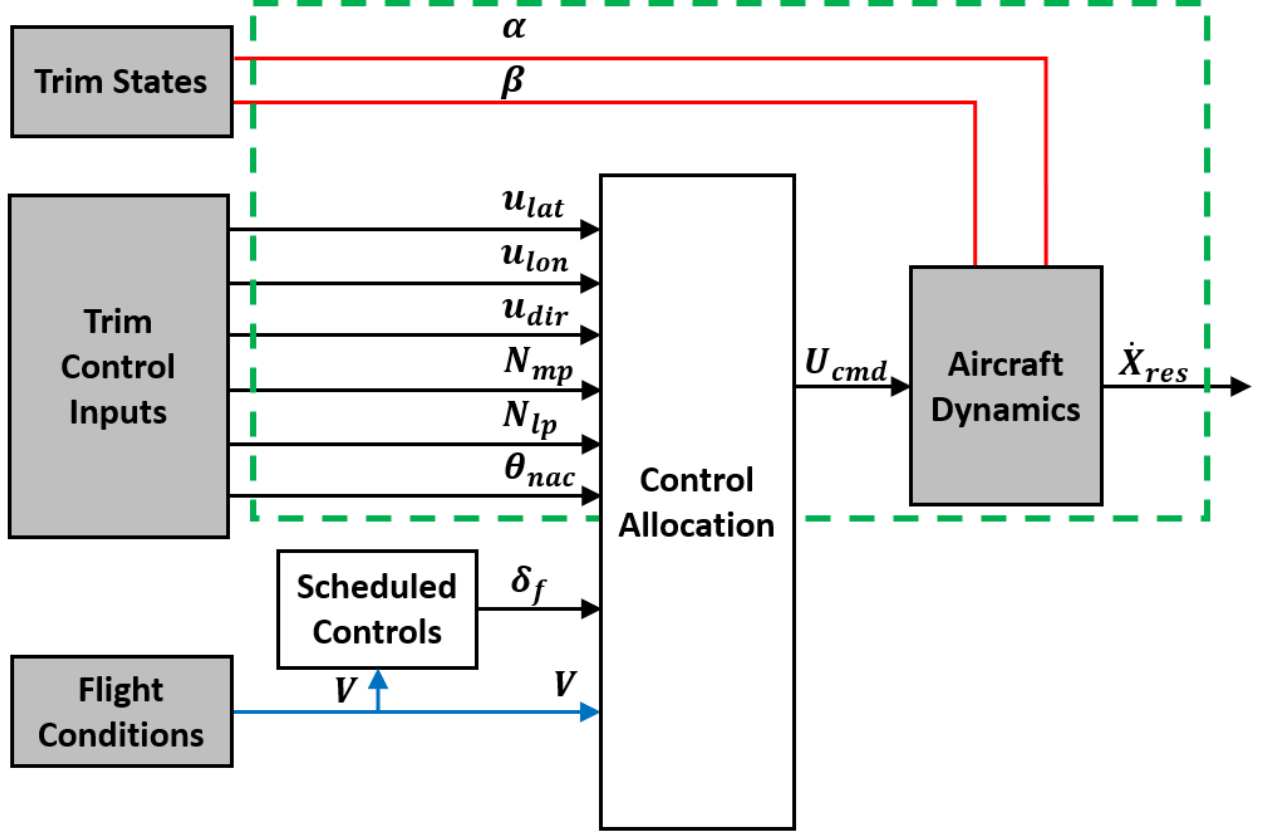 α
Trim States
β
u_lat
u_lon
u_dir
Trim
Control
Inputs
N_mp
N_lp
θ_nac
U_cmd
Aircraft
Dynamics
Ẋ_res
Control
Allocation
Scheduled
Controls
δ_f
Flight
Conditions
V
V